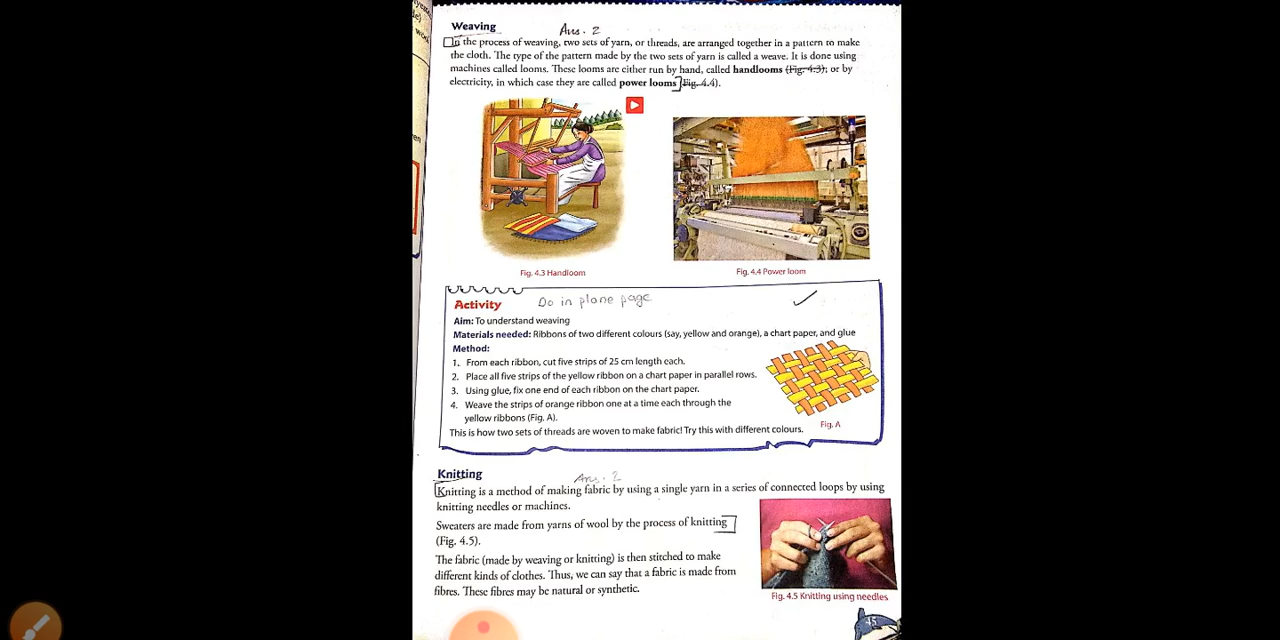 Weaving
Ans. 2
In the process of weaving, two sets of yarn, or threads, are arranged together in a pattern to make
the cloth. The type of the pattern made by the two sets of yarn is called a weave. It is done using
machines called looms. These looms are either run by hand, called handlooms (Fig. 4.3), or by
electricity, in which case they are called power looms (Fig. 4.4).
Fig. 4.3 Handloom
Fig. 4.4 Power loom
Activity
Do in plane page
Aim: To understand weaving
Materials needed: Ribbons of two different colours (say, yellow and orange), a chart paper, and glue
Method:
1. From each ribbon, cut five strips of 25 cm length each.
2. Place all five strips of the yellow ribbon on a chart paper in parallel rows.
3. Using glue, fix one end of each ribbon on the chart paper.
4. Weave the strips of orange ribbon one at a time each through the
yellow ribbons (Fig. A).
Fig. A
This is how two sets of threads are woven to make fabric! Try this with different colours.
Knitting
Ans. 2
Knitting is a method of making fabric by using a single yarn in a series of connected loops by using
knitting needles or machines.
Sweaters are made from yarns of wool by the process of knitting
(Fig. 4.5).
The fabric (made by weaving or knitting) is then stitched to make
different kinds of clothes. Thus, we can say that a fabric is made from
fibres. These fibres may be natural or synthetic.
Fig. 4.5 Knitting using needles
45